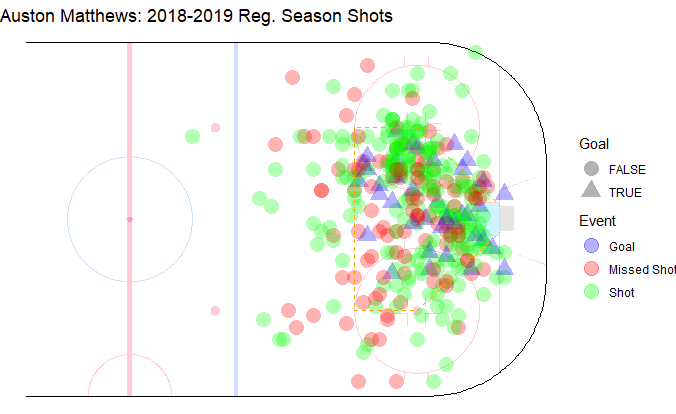 Auston Matthews: 2018-2019 Reg. Season Shots
Goal
FALSE
TRUE
Event
Goal
Missed Shot
Shot